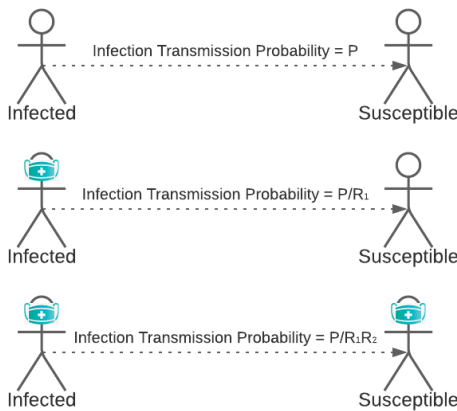 Infection Transmission Probability = P
Infected Susceptible
Infection Transmission Probability = P/R₁
Infected Susceptible
Infection Transmission Probability = P/R₁R₂
Infected Susceptible